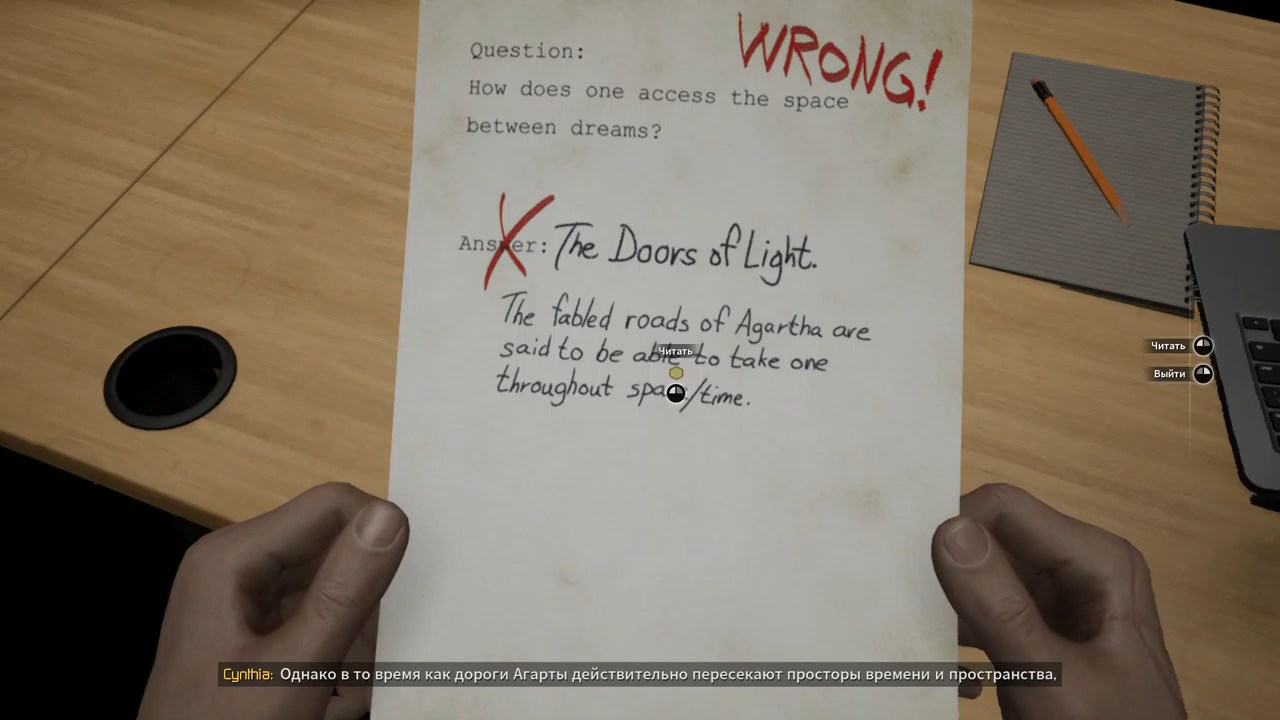 WRONG!
Question:
How does one access the space
between dreams?
Answer: The Doors of Light.
The fabled roads of Agartha are
said to be able to take one
throughout space/time.
Читать
Читать
Выйти
Cynthia: Однако в то время как дороги Агарты действительно пересекают просторы времени и пространства,